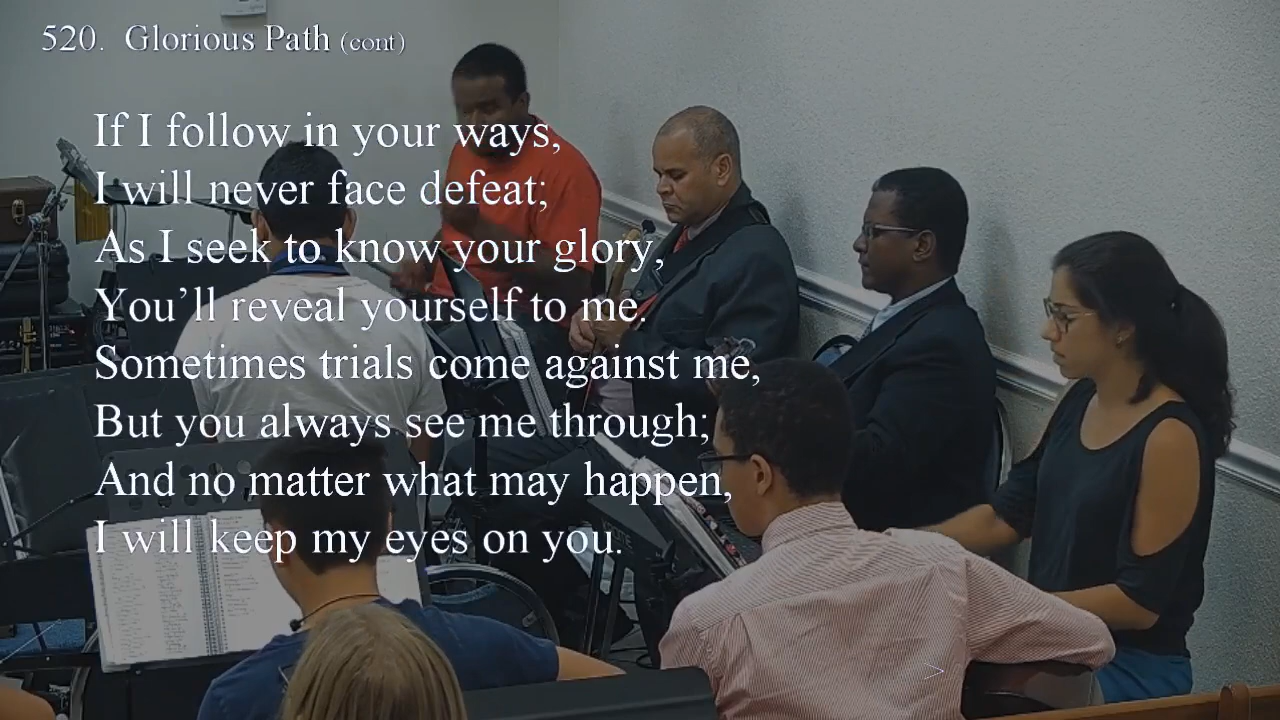 520. Glorious Path (cont)
If I follow in your ways,
I will never face defeat;
As I seek to know your glory,
You’ll reveal yourself to me.
Sometimes trials come against me,
But you always see me through;
And no matter what may happen,
I will keep my eyes on you.
>